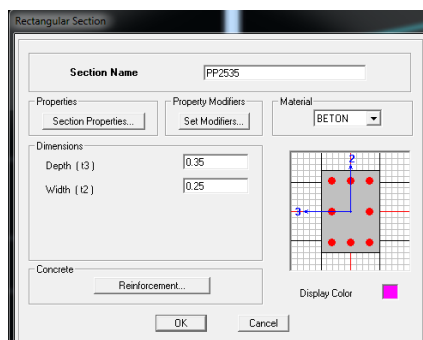 Rectangular Section
Section Name PP2535
Properties Property Modifiers Material
Section Properties... Set Modifiers... BETON
Dimensions
Depth ( t3 ) 0.35
Width ( t2 ) 0.25
2
3
Concrete
Reinforcement...
Display Color
OK Cancel